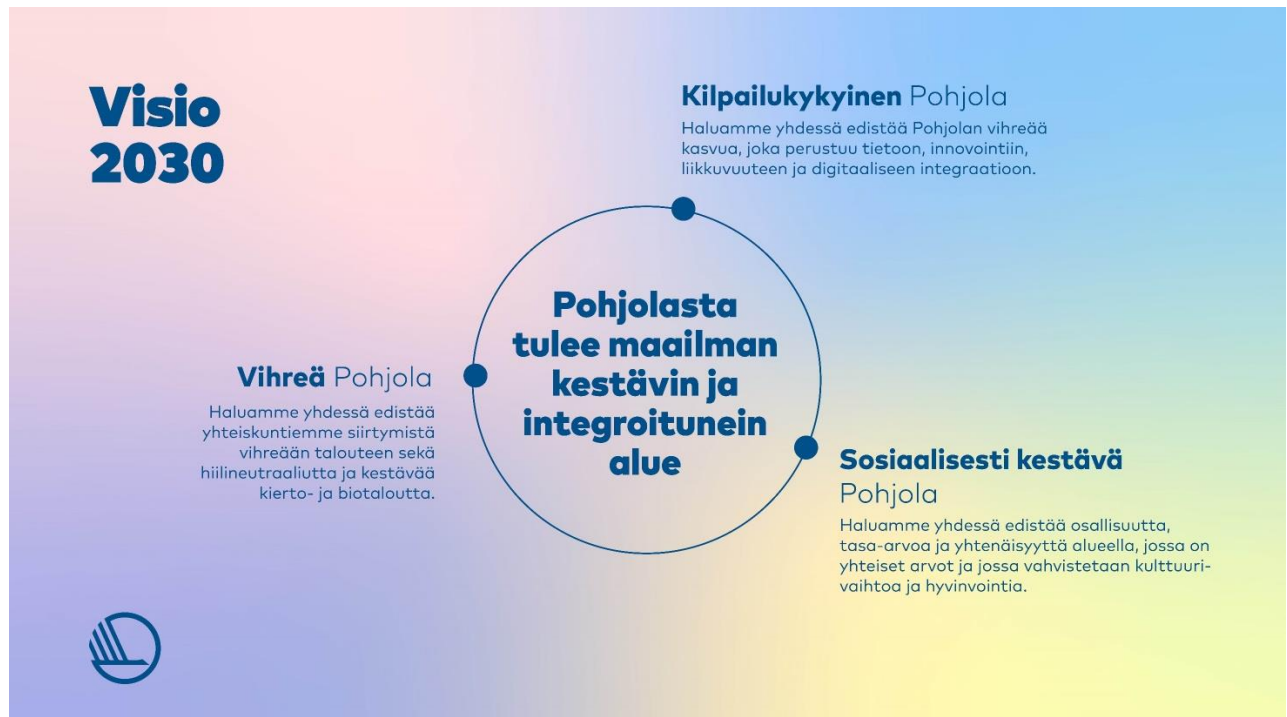 Visio
2030
Kilpailukykyinen Pohjola
Haluamme yhdessä edistää Pohjolan vihreää
kasvua, joka perustuu tietoon, innovointiin,
liikkuvuuteen ja digitaaliseen integraatioon.
Pohjolasta
tulee maailman
kestävin ja
integroitunein
alue
Vihreä Pohjola
Haluamme yhdessä edistää
yhteiskuntiemme siirtymistä
vihreään talouteen sekä
hiilineutraaliutta ja kestävää
kierto- ja biotaloutta.
Sosiaalisesti kestävä
Pohjola
Haluamme yhdessä edistää osallisuutta,
tasa-arvoa ja yhtenäisyyttä alueella, jossa on
yhteiset arvot ja jossa vahvistetaan kulttuuri-
vaihtoa ja hyvinvointia.